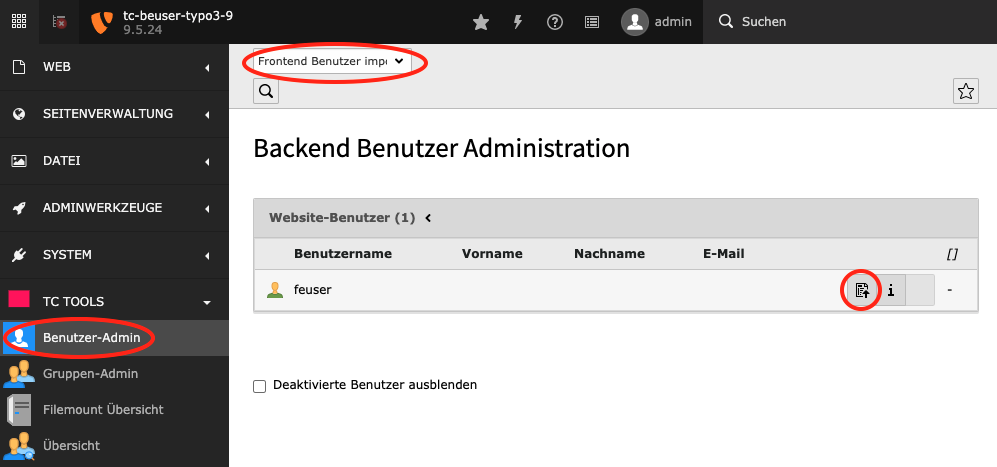 tc-beuser-typo3-9
9.5.24
admin
Suchen
WEB
SEITENVERWALTUNG
DATEI
ADMINWERKZEUGE
SYSTEM
TC TOOLS
Benutzer-Admin
Gruppen-Admin
Filemount Übersicht
Übersicht
Frontend Benutzer impo
Backend Benutzer Administration
Website-Benutzer (1)
Benutzername Vorname Nachname E-Mail []
feuser -
Deaktivierte Benutzer ausblenden